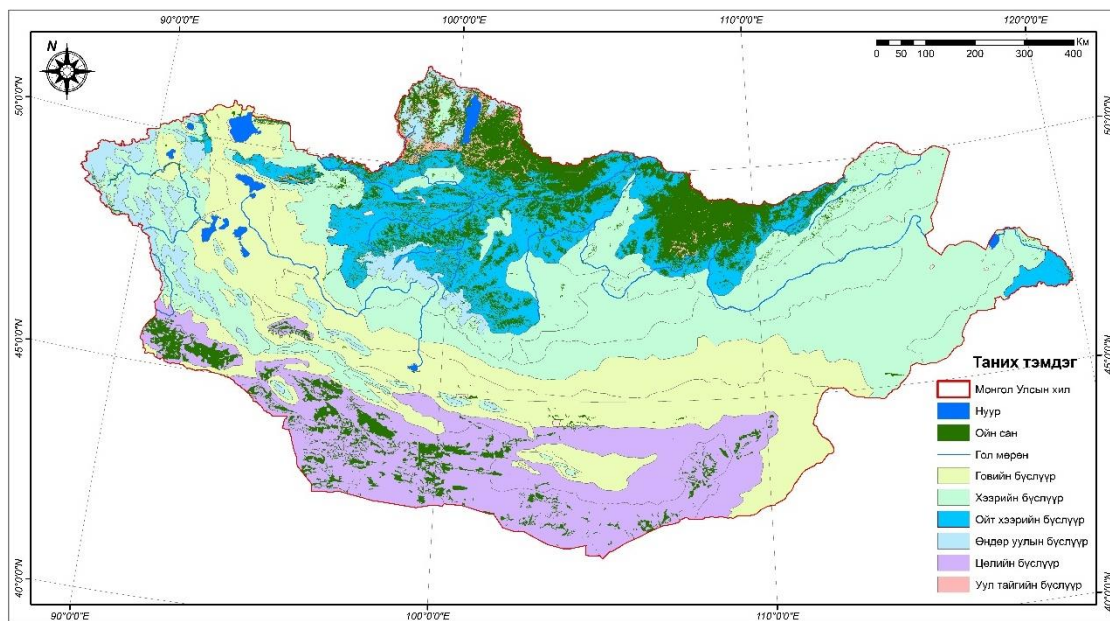 90°0'0"E 100°0'0"E 110°0'0"E 120°0'0"E
N
0 50 100 200 300 400 Км
50°0'0"N 50°0'0"N
45°0'0"N 45°0'0"N
Таних тэмдэг
Монгол Улсын хил
Нуур
Ойн сан
Гол мөрөн
Говийн бүслүүр
Хээрийн бүслүүр
Ойт хээрийн бүслүүр
Өндөр уулын бүслүүр
Цөлийн бүслүүр
Уул тайгийн бүслүүр
40°0'0"N 40°0'0"N
90°0'0"E 100°0'0"E 110°0'0"E